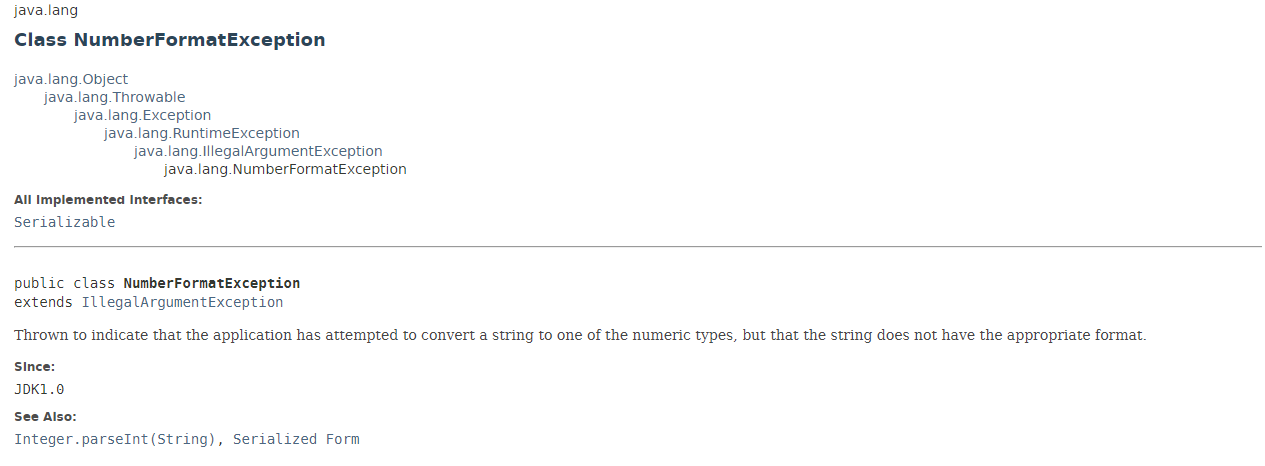 java.lang
Class NumberFormatException
java.lang.Object
java.lang.Throwable
java.lang.Exception
java.lang.RuntimeException
java.lang.IllegalArgumentException
java.lang.NumberFormatException
All Implemented Interfaces:
Serializable
public class NumberFormatException
extends IllegalArgumentException
Thrown to indicate that the application has attempted to convert a string to one of the numeric types, but that the string does not have the appropriate format.
Since:
JDK1.0
See Also:
Integer.parseInt(String), Serialized Form